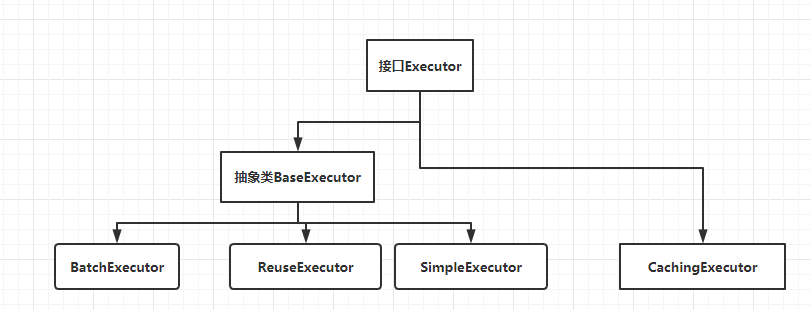 接口Executor
抽象类BaseExecutor
BatchExecutor
ReuseExecutor
SimpleExecutor
CachingExecutor